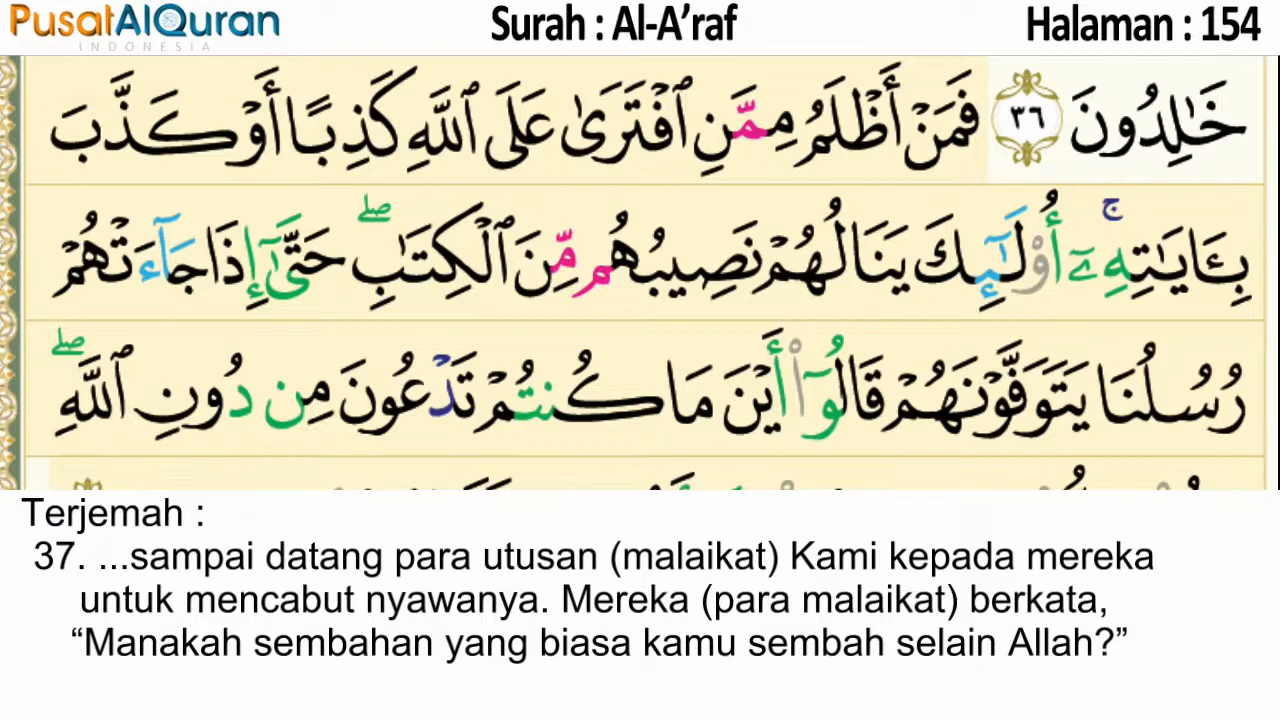 PusatAlQuran
INDONESIA
Surah : Al-A’raf
Halaman : 154
خَـٰلِدُونَ ٣٦ فَمَنْ أَظْلَمُ مِمَّنِ ٱفْتَرَىٰ عَلَى ٱللَّهِ كَذِبًا أَوْ كَذَّبَ
بِـَٔايَـٰتِهِۦٓ ۚ أُو۟لَـٰٓئِكَ يَنَالُهُمْ نَصِيبُهُم مِّنَ ٱلْكِتَـٰبِ ۖ حَتَّىٰٓ إِذَا جَآءَتْهُمْ
رُسُلُنَا يَتَوَفَّوْنَهُمْ قَالُوٓا۟ أَيْنَ مَا كُنتُمْ تَدْعُونَ مِن دُونِ ٱللَّهِ ۖ
Terjemah :
37. ...sampai datang para utusan (malaikat) Kami kepada mereka
untuk mencabut nyawanya. Mereka (para malaikat) berkata,
“Manakah sembahan yang biasa kamu sembah selain Allah?”